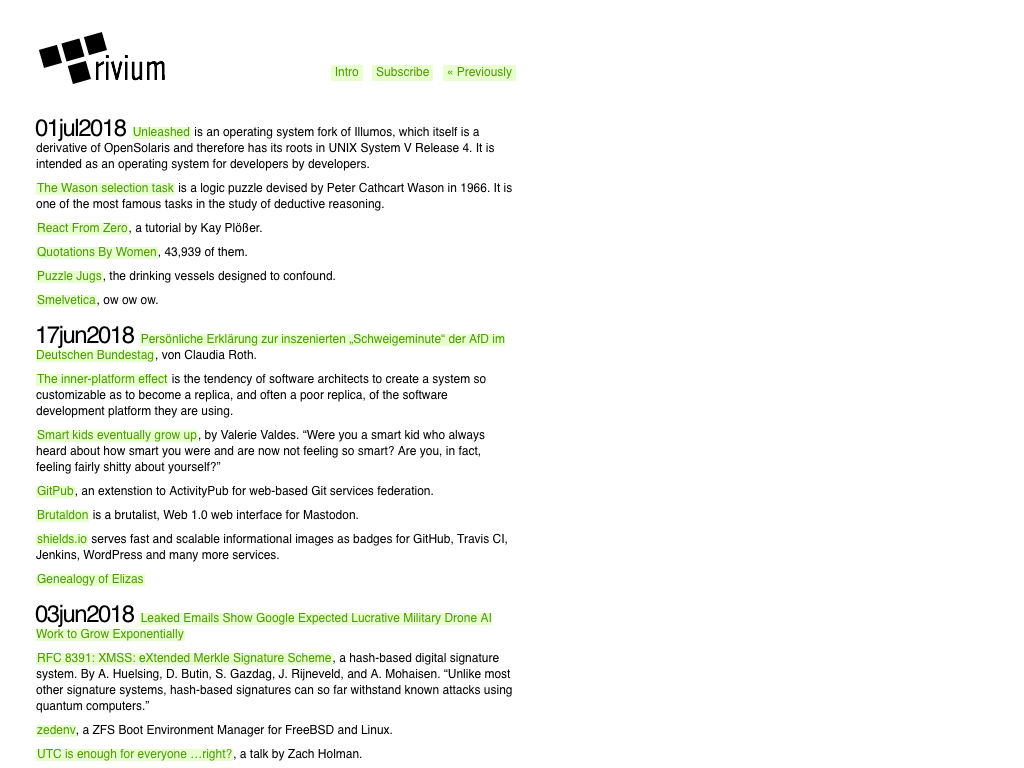 rivium
Intro Subscribe « Previously
01jul2018 Unleashed is an operating system fork of Illumos, which itself is a
derivative of OpenSolaris and therefore has its roots in UNIX System V Release 4. It is
intended as an operating system for developers by developers.
The Wason selection task is a logic puzzle devised by Peter Cathcart Wason in 1966. It is
one of the most famous tasks in the study of deductive reasoning.
React From Zero, a tutorial by Kay Plößer.
Quotations By Women, 43,939 of them.
Puzzle Jugs, the drinking vessels designed to confound.
Smelvetica, ow ow ow.
17jun2018 Persönliche Erklärung zur inszenierten „Schweigeminute“ der AfD im
Deutschen Bundestag, von Claudia Roth.
The inner-platform effect is the tendency of software architects to create a system so
customizable as to become a replica, and often a poor replica, of the software
development platform they are using.
Smart kids eventually grow up, by Valerie Valdes. “Were you a smart kid who always
heard about how smart you were and are now not feeling so smart? Are you, in fact,
feeling fairly shitty about yourself?”
GitPub, an extenstion to ActivityPub for web-based Git services federation.
Brutaldon is a brutalist, Web 1.0 web interface for Mastodon.
shields.io serves fast and scalable informational images as badges for GitHub, Travis CI,
Jenkins, WordPress and many more services.
Genealogy of Elizas
03jun2018 Leaked Emails Show Google Expected Lucrative Military Drone AI
Work to Grow Exponentially
RFC 8391: XMSS: eXtended Merkle Signature Scheme, a hash-based digital signature
system. By A. Huelsing, D. Butin, S. Gazdag, J. Rijneveld, and A. Mohaisen. “Unlike most
other signature systems, hash-based signatures can so far withstand known attacks using
quantum computers.”
zedenv, a ZFS Boot Environment Manager for FreeBSD and Linux.
UTC is enough for everyone …right?, a talk by Zach Holman.